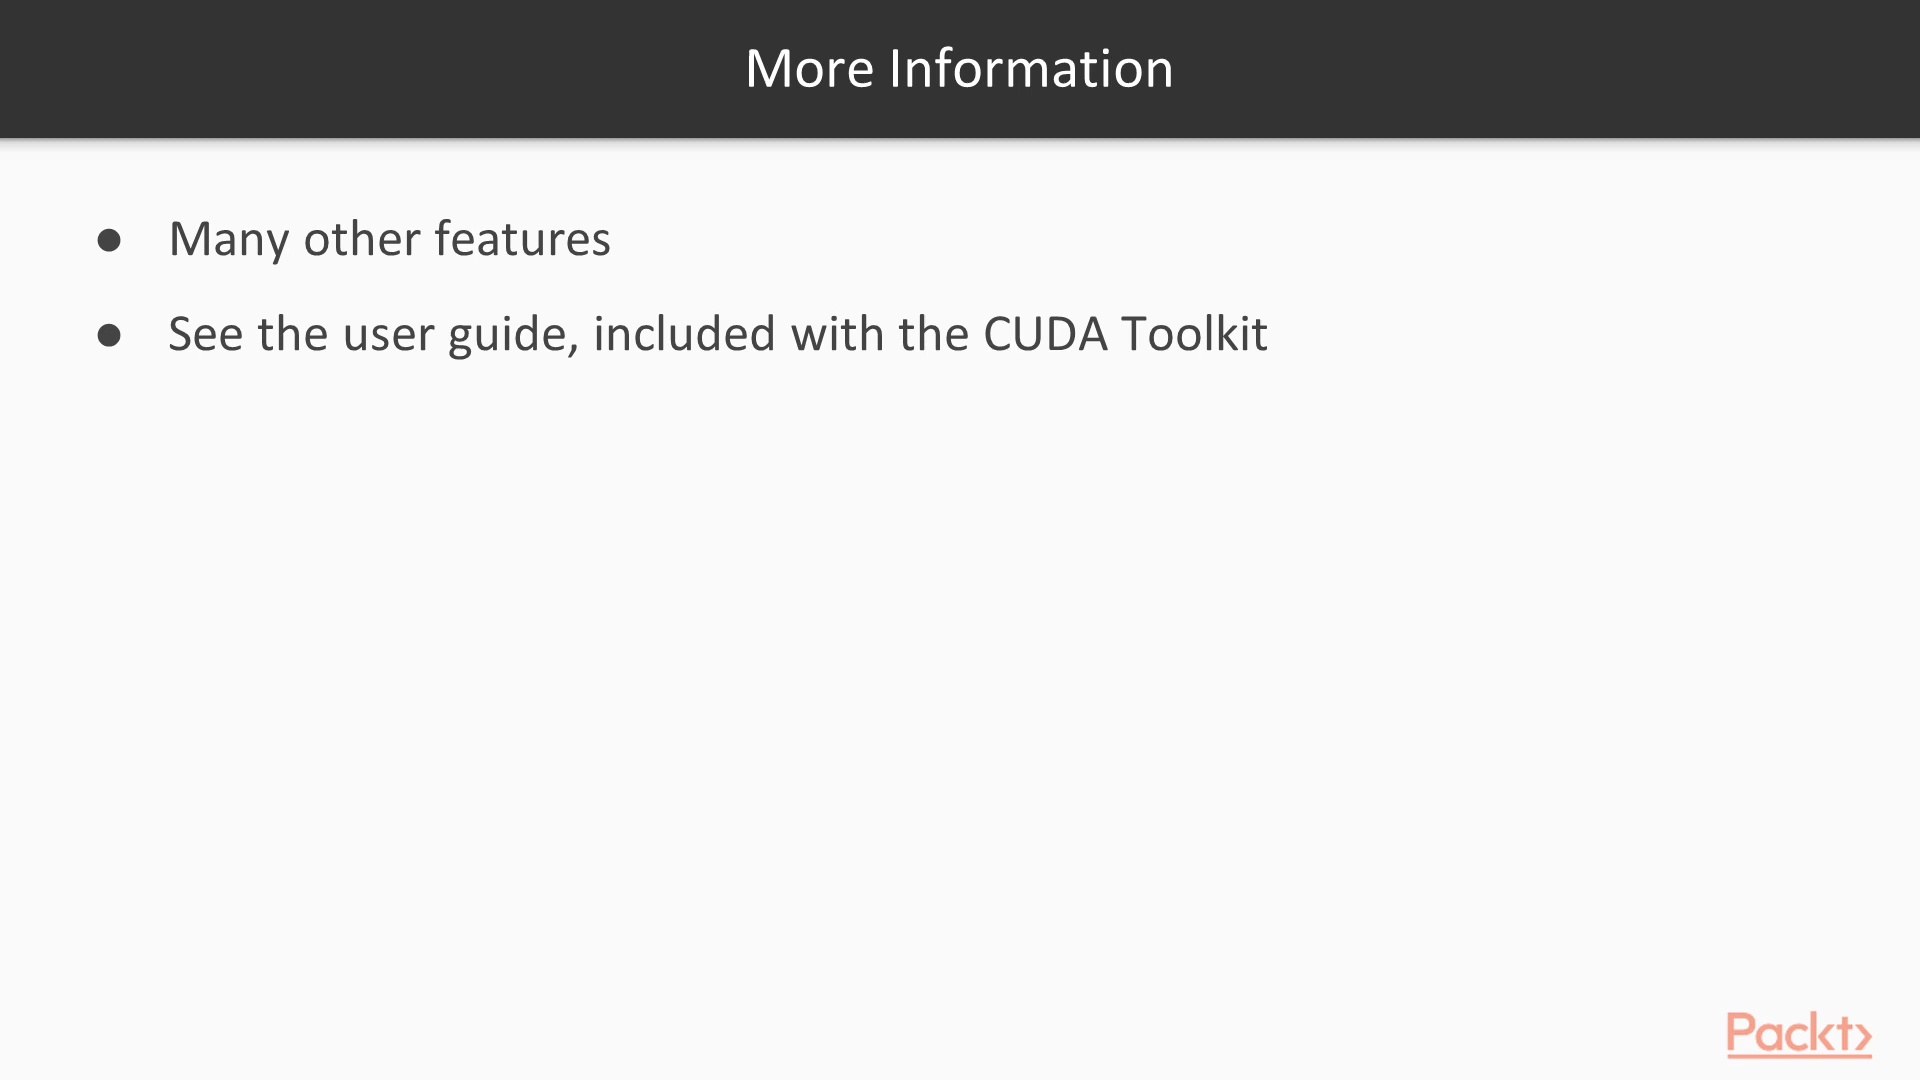 More Information
● Many other features
● See the user guide, included with the CUDA Toolkit
Packt>